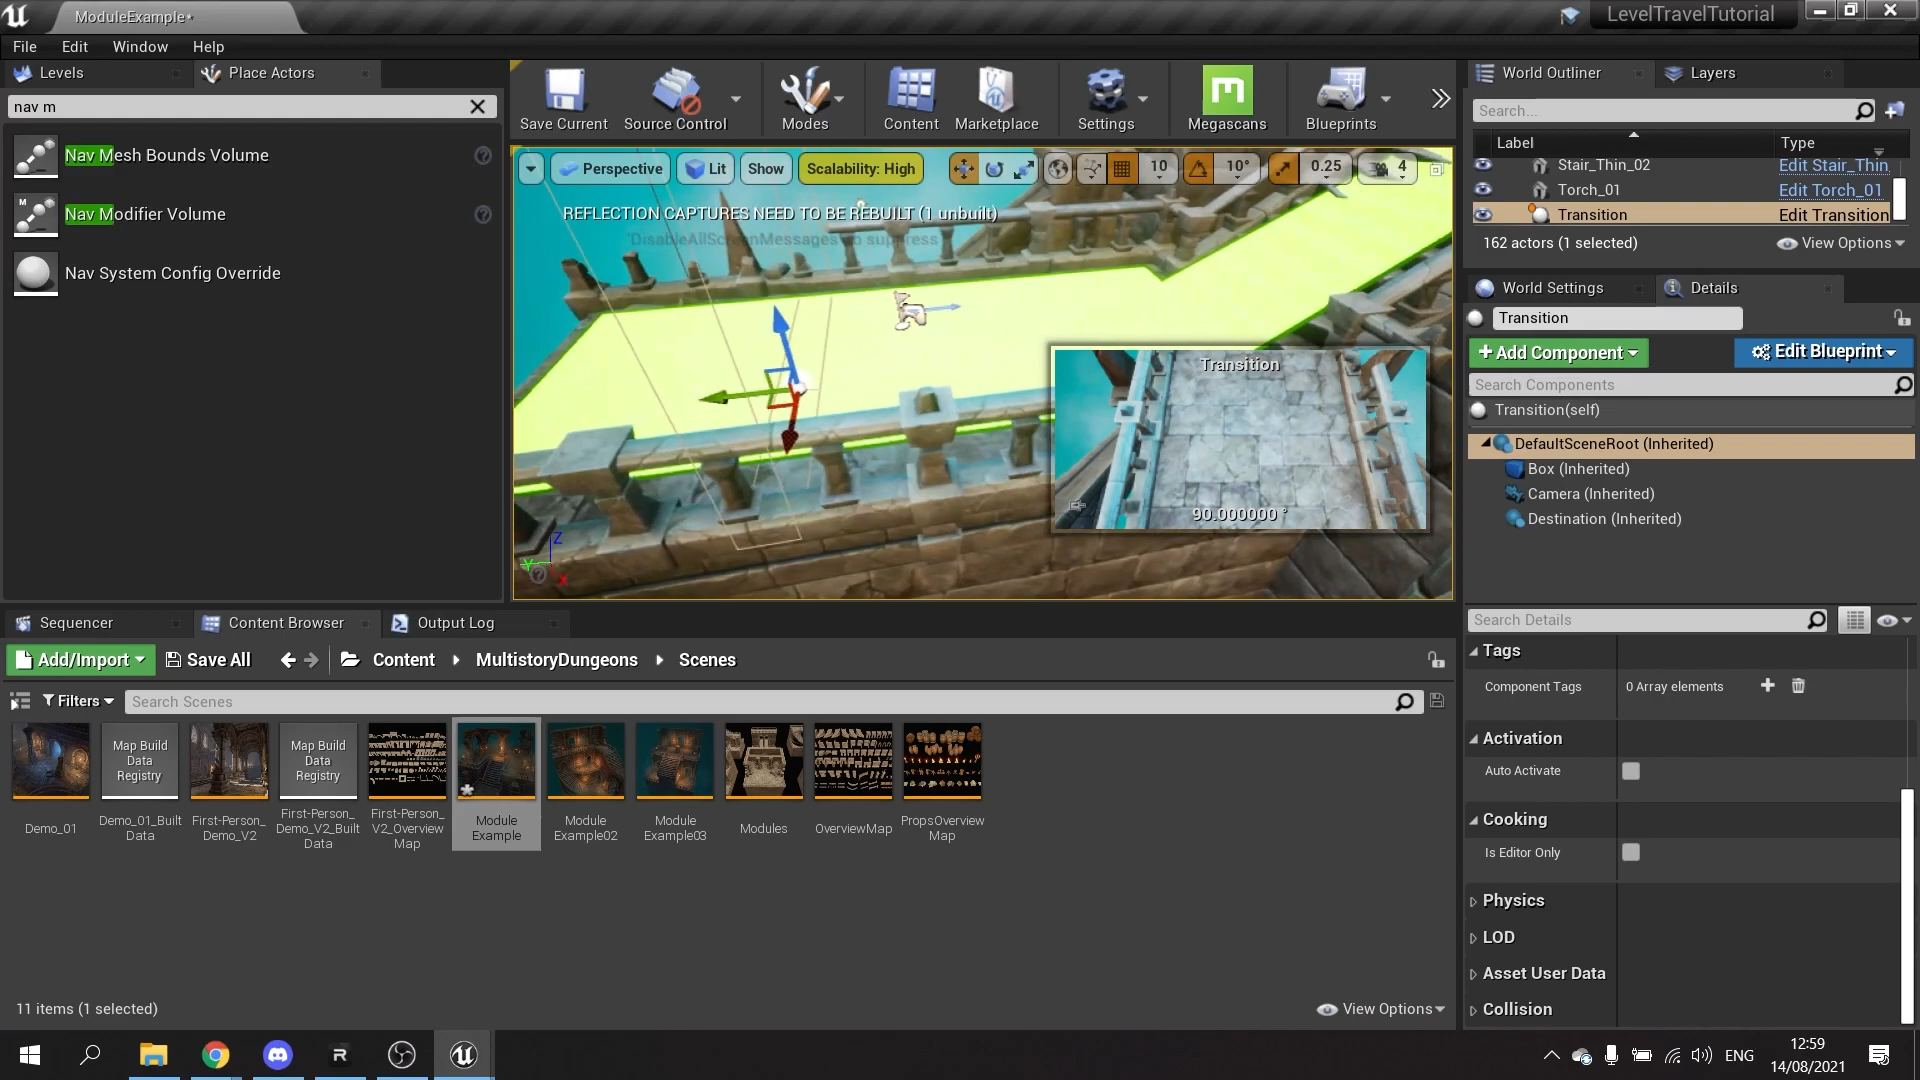 ModuleExample*
LevelTravelTutorial
File Edit Window Help
Levels
Place Actors
nav m
Nav Mesh Bounds Volume
Nav Modifier Volume
Nav System Config Override
Save Current
Source Control
Modes
Content
Marketplace
Settings
Megascans
Blueprints
Perspective
Lit
Show
Scalability: High
10
10°
0.25
4
REFLECTION CAPTURES NEED TO BE REBUILT (1 unbuilt)
'DisableAllScreenMessages' to suppress
Transition
90.000000 °
Z
Y
X
World Outliner
Layers
Search...
Label
Type
Stair_Thin_02
Edit Stair_Thin
Torch_01
Edit Torch_01
Transition
Edit Transition
162 actors (1 selected)
View Options
World Settings
Details
Transition
+ Add Component
Edit Blueprint
Search Components
Transition(self)
DefaultSceneRoot (Inherited)
Box (Inherited)
Camera (Inherited)
Destination (Inherited)
Search Details
Tags
Component Tags
0 Array elements
Activation
Auto Activate
Cooking
Is Editor Only
Physics
LOD
Asset User Data
Collision
Sequencer
Content Browser
Output Log
Add/Import
Save All
Content
MultistoryDungeons
Scenes
Filters
Search Scenes
Map Build
Data
Registry
Map Build
Data
Registry
Demo_01
Demo_01_Built
Data
First-Person_
Demo_V2
First-Person_
Demo_V2_Built
Data
First-Person_
V2_Overview
Map
Module
Example
Module
Example02
Module
Example03
Modules
OverviewMap
PropsOverview
Map
11 items (1 selected)
View Options
ENG
12:59
14/08/2021